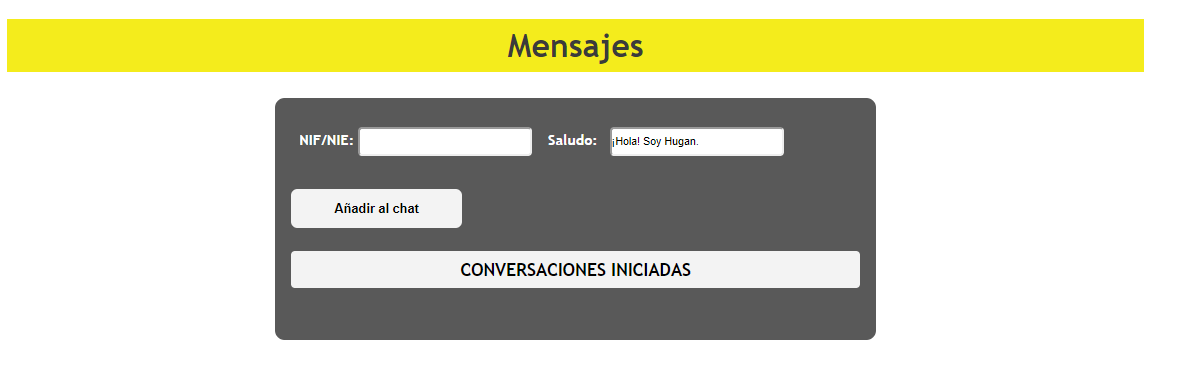 Mensajes
NIF/NIE: Saludo: ¡Hola! Soy Hugan.
Añadir al chat
CONVERSACIONES INICIADAS